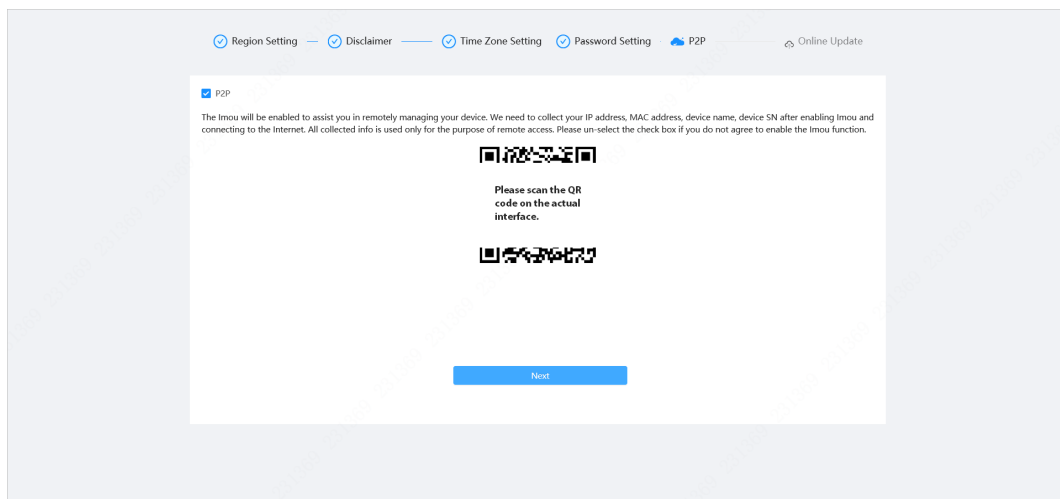 Region Setting — Disclaimer — Time Zone Setting Password Setting P2P Online Update
P2P
The Imou will be enabled to assist you in remotely managing your device. We need to collect your IP address, MAC address, device name, device SN after enabling Imou and
connecting to the Internet. All collected info is used only for the purpose of remote access. Please un-select the check box if you do not agree to enable the Imou function.
Please scan the QR
code on the actual
interface.
Next